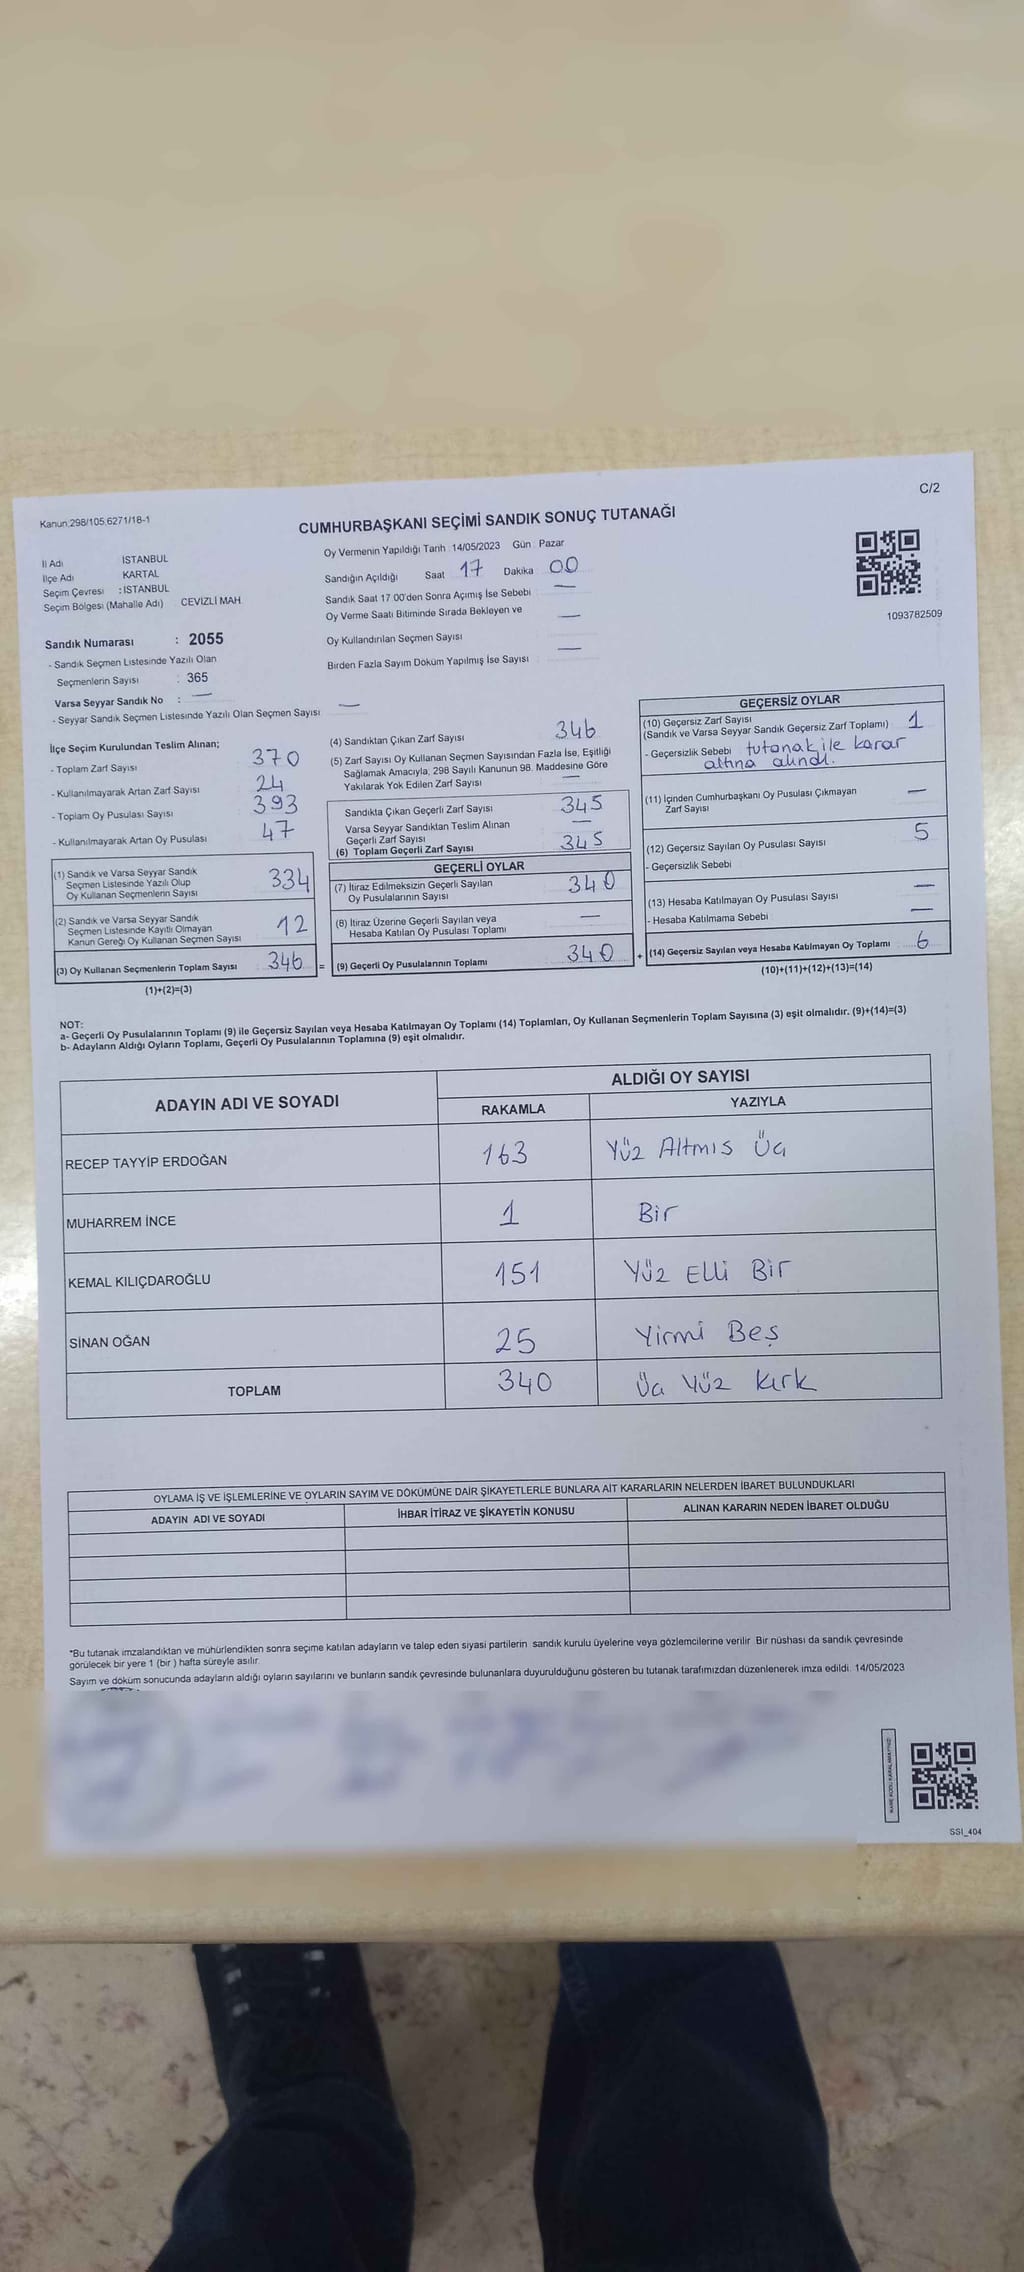 C/2
Kanun:298/105,6271/18-1
CUMHURBAŞKANI SEÇİMİ SANDIK SONUÇ TUTANAĞI
İl Adı İSTANBUL
İlçe Adı KARTAL
Seçim Çevresi : İSTANBUL
Seçim Bölgesi (Mahalle Adı) CEVİZLİ MAH.
Oy Vermenin Yapıldığı Tarih 14/05/2023 Gün : Pazar
Sandığın Açıldığı Saat 17 Dakika 00
Sandık Saat 17.00'den Sonra Açımış İse Sebebi —
Oy Verme Saati Bitiminde Sırada Bekleyen ve
Oy Kullandırılan Seçmen Sayısı —
Birden Fazla Sayım Döküm Yapılmış İse Sayısı —
1093782509
Sandık Numarası : 2055
- Sandık Seçmen Listesinde Yazılı Olan
Seçmenlerin Sayısı : 365
Varsa Seyyar Sandık No : —
- Seyyar Sandık Seçmen Listesinde Yazılı Olan Seçmen Sayısı —
İlçe Seçim Kurulundan Teslim Alınan;
- Toplam Zarf Sayısı 370
- Kullanılmayarak Artan Zarf Sayısı 24
- Toplam Oy Pusulası Sayısı 393
- Kullanılmayarak Artan Oy Pusulası 47
(1) Sandık ve Varsa Seyyar Sandık
Seçmen Listesinde Yazılı Olup
Oy Kullanan Seçmenlerin Sayısı 334
(2) Sandık ve Varsa Seyyar Sandık
Seçmen Listesinde Kayıtlı Olmayan
Kanun Gereği Oy Kullanan Seçmen Sayısı 12
(3) Oy Kullanan Seçmenlerin Toplam Sayısı 346 =
(1)+(2)=(3)
(4) Sandıktan Çıkan Zarf Sayısı 346
(5) Zarf Sayısı Oy Kullanan Seçmen Sayısından Fazla İse, Eşitliği
Sağlamak Amacıyla, 298 Sayılı Kanunun 98. Maddesine Göre
Yakılarak Yok Edilen Zarf Sayısı —
Sandıkta Çıkan Geçerli Zarf Sayısı 345
Varsa Seyyar Sandıktan Teslim Alınan
Geçerli Zarf Sayısı —
(6) Toplam Geçerli Zarf Sayısı 345
GEÇERLİ OYLAR
(7) İtiraz Edilmeksizin Geçerli Sayılan
Oy Pusulalarının Sayısı 340
(8) İtiraz Üzerine Geçerli Sayılan veya
Hesaba Katılan Oy Pusulası Toplamı —
(9) Geçerli Oy Pusulalarının Toplamı 340 +
GEÇERSİZ OYLAR
(10) Geçersiz Zarf Sayısı 1
(Sandık ve Varsa Seyyar Sandık Geçersiz Zarf Toplamı)
- Geçersizlik Sebebi tutanak ile karar
altına alındı.
(11) İçinden Cumhurbaşkanı Oy Pusulası Çıkmayan
Zarf Sayısı —
(12) Geçersiz Sayılan Oy Pusulası Sayısı 5
- Geçersizlik Sebebi
(13) Hesaba Katılmayan Oy Pusulası Sayısı —
- Hesaba Katılmama Sebebi —
(14) Geçersiz Sayılan veya Hesaba Katılmayan Oy Toplamı 6
(10)+(11)+(12)+(13)=(14)
NOT:
a- Geçerli Oy Pusulalarının Toplamı (9) ile Geçersiz Sayılan veya Hesaba Katılmayan Oy Toplamı (14) Toplamları, Oy Kullanan Seçmenlerin Toplam Sayısına (3) eşit olmalıdır. (9)+(14)=(3)
b- Adayların Aldığı Oyların Toplamı, Geçerli Oy Pusulalarının Toplamına (9) eşit olmalıdır.
ADAYIN ADI VE SOYADI ALDIĞI OY SAYISI
RAKAMLA YAZIYLA
RECEP TAYYİP ERDOĞAN 163 Yüz Altmıs Üç
MUHARREM İNCE 1 Bir
KEMAL KILIÇDAROĞLU 151 Yüz Elli Bir
SİNAN OĞAN 25 Yirmi Beş
TOPLAM 340 Üç Yüz Kırk
OYLAMA İŞ VE İŞLEMLERİNE VE OYLARIN SAYIM VE DÖKÜMÜNE DAİR ŞİKAYETLERLE BUNLARA AİT KARARLARIN NELERDEN İBARET BULUNDUKLARI
ADAYIN ADI VE SOYADI İHBAR İTİRAZ VE ŞİKAYETİN KONUSU ALINAN KARARIN NEDEN İBARET OLDUĞU
*Bu tutanak imzalandıktan ve mühürlendikten sonra seçime katılan adayların ve talep eden siyasi partilerin sandık kurulu üyelerine veya gözlemcilerine verilir. Bir nüshası da sandık çevresinde
görülecek bir yere 1 (bir) hafta süreyle asılır.
Sayım ve döküm sonucunda adayların aldığı oyların sayılarını ve bunların sandık çevresinde bulunanlara duyurulduğunu gösteren bu tutanak tarafımızdan düzenlenerek imza edildi. 14/05/2023
KARE KODU KARALAMAYINIZ!
SSI_404